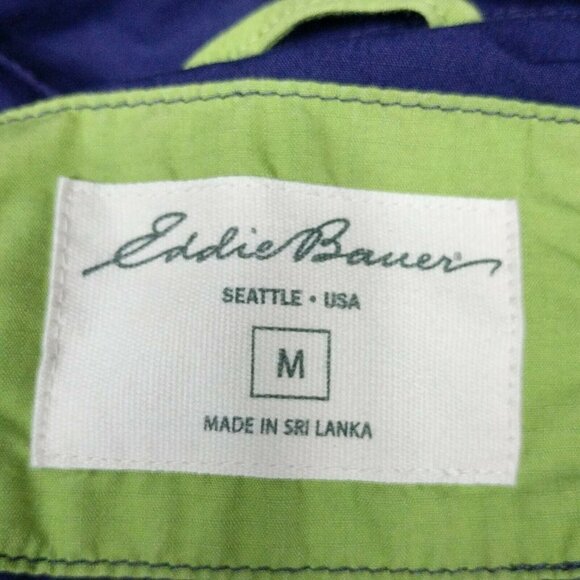 Eddie Bauer
SEATTLE • USA
M
MADE IN SRI LANKA